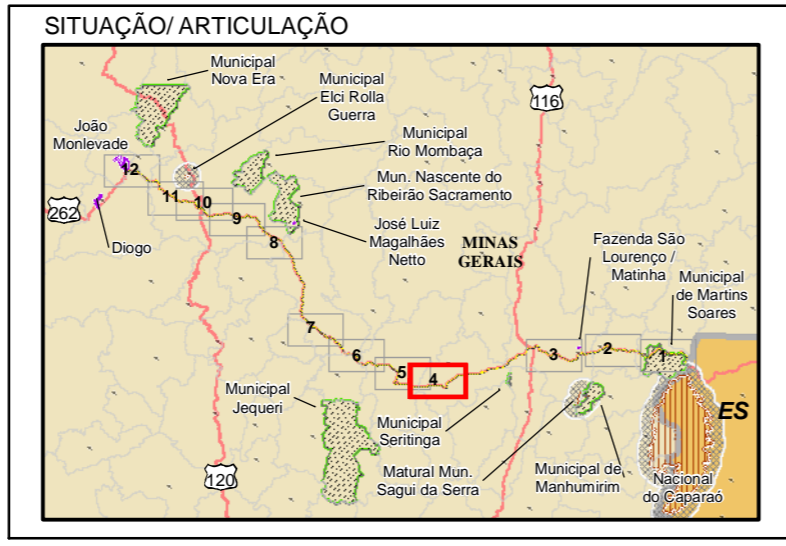 SITUAÇÃO/ ARTICULAÇÃO
Municipal
Nova Era
Municipal
Elci Rolla
Guerra
116
João
Monlevade
Municipal
Rio Mombaça
12
Mun. Nascente do
Ribeirão Sacramento
11
10
262
9
José Luiz
Magalhães
Netto
Diogo
8
MINAS
GERAIS
Fazenda São
Lourenço /
Matinha
Municipal
de Martins
Soares
7
6
5
4
3
2
1
Municipal
Jequeri
ES
Municipal
Seritinga
120
Matural Mun.
Sagui da Serra
Municipal de
Manhumirim
Nacional
do Caparaó